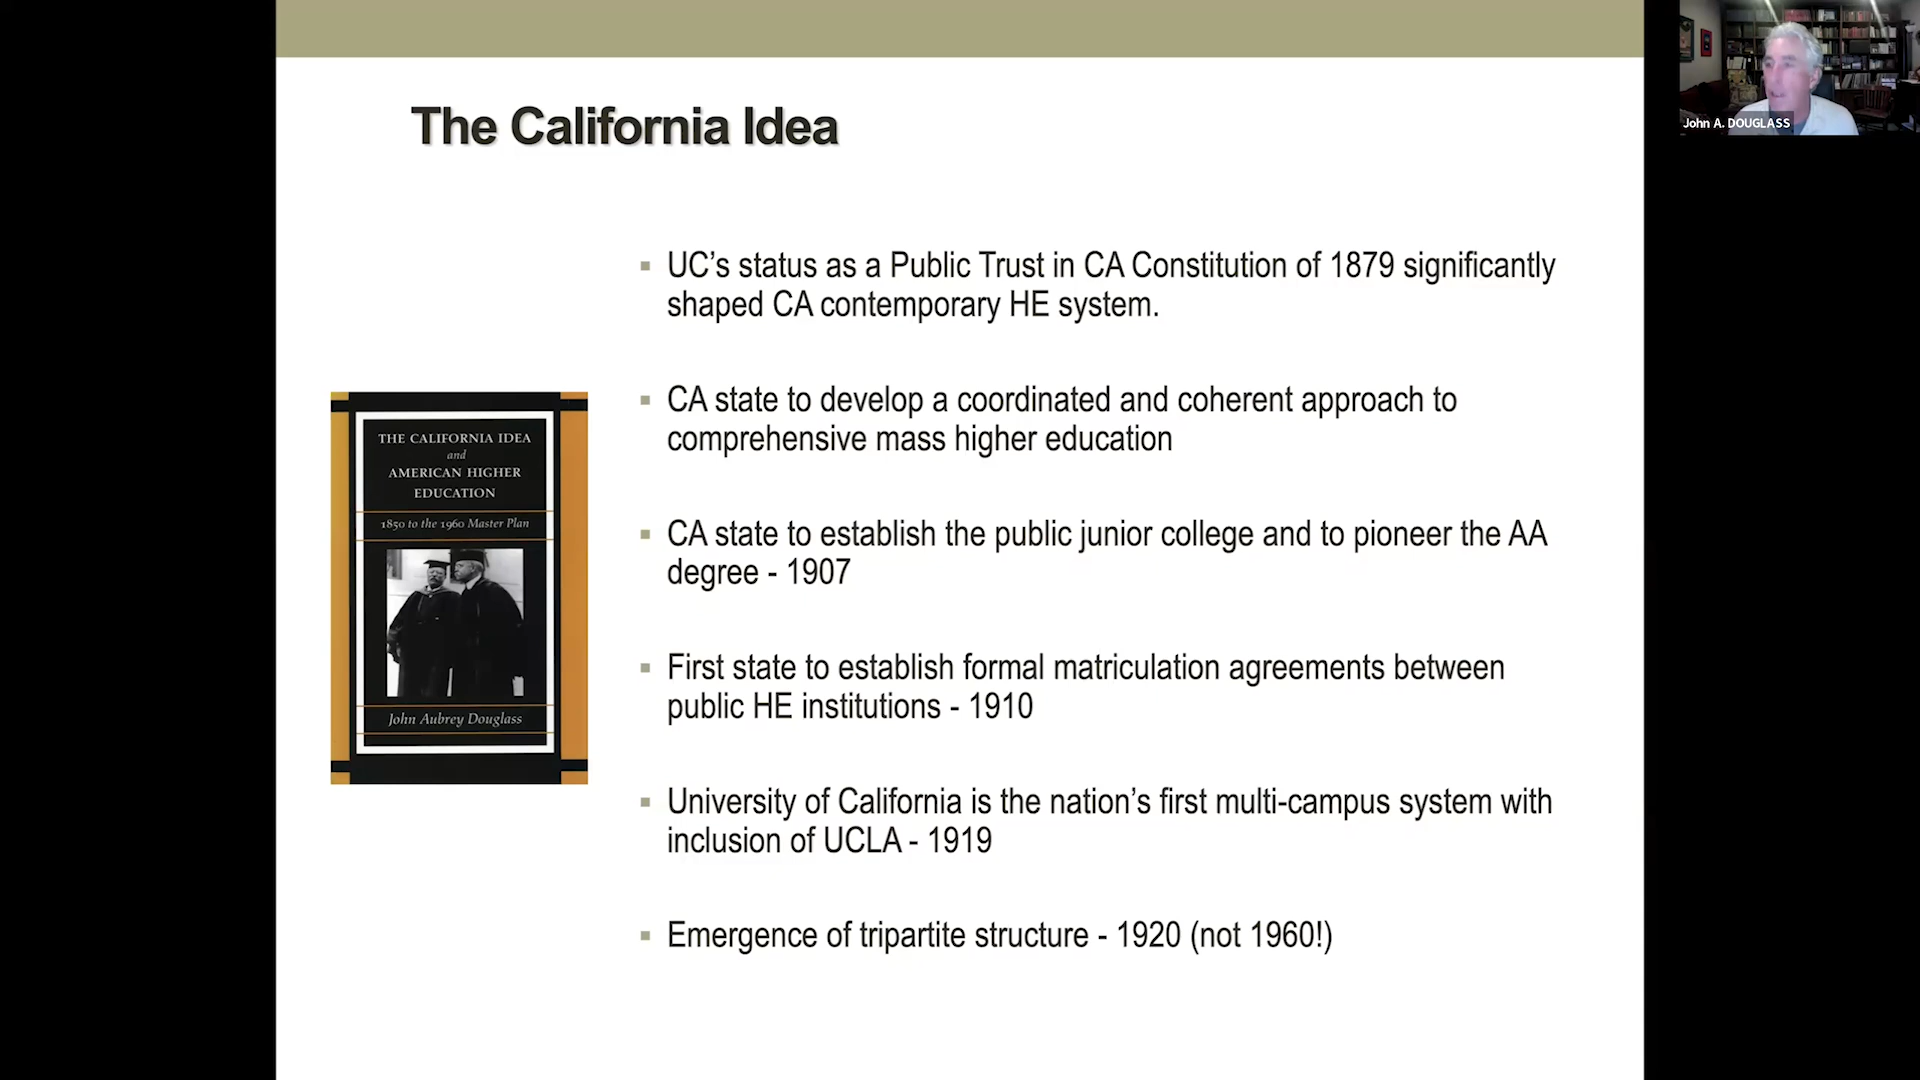 The California Idea
John A. DOUGLASS
UC’s status as a Public Trust in CA Constitution of 1879 significantly
shaped CA contemporary HE system.
CA state to develop a coordinated and coherent approach to
comprehensive mass higher education
CA state to establish the public junior college and to pioneer the AA
degree - 1907
First state to establish formal matriculation agreements between
public HE institutions - 1910
University of California is the nation’s first multi-campus system with
inclusion of UCLA - 1919
Emergence of tripartite structure - 1920 (not 1960!)
THE CALIFORNIA IDEA
and
AMERICAN HIGHER
EDUCATION
1850 to the 1960 Master Plan
John Aubrey Douglass